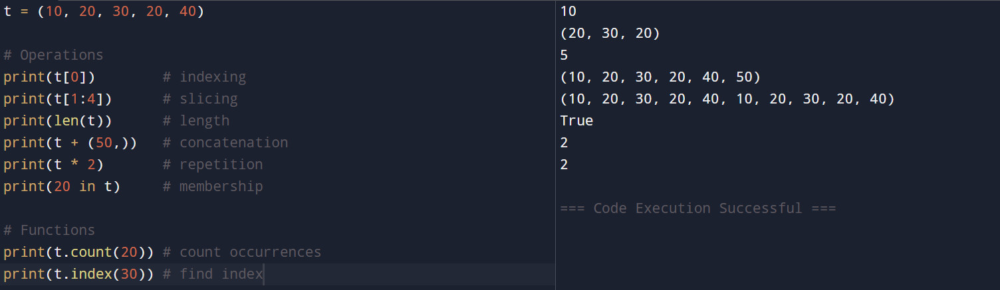 t = (10, 20, 30, 20, 40)
# Operations
print(t[0])        # indexing
print(t[1:4])      # slicing
print(len(t))      # length
print(t + (50,))   # concatenation
print(t * 2)       # repetition
print(20 in t)     # membership
# Functions
print(t.count(20)) # count occurrences
print(t.index(30)) # find index
10
(20, 30, 20)
5
(10, 20, 30, 20, 40, 50)
(10, 20, 30, 20, 40, 10, 20, 30, 20, 40)
True
2
2
=== Code Execution Successful ===